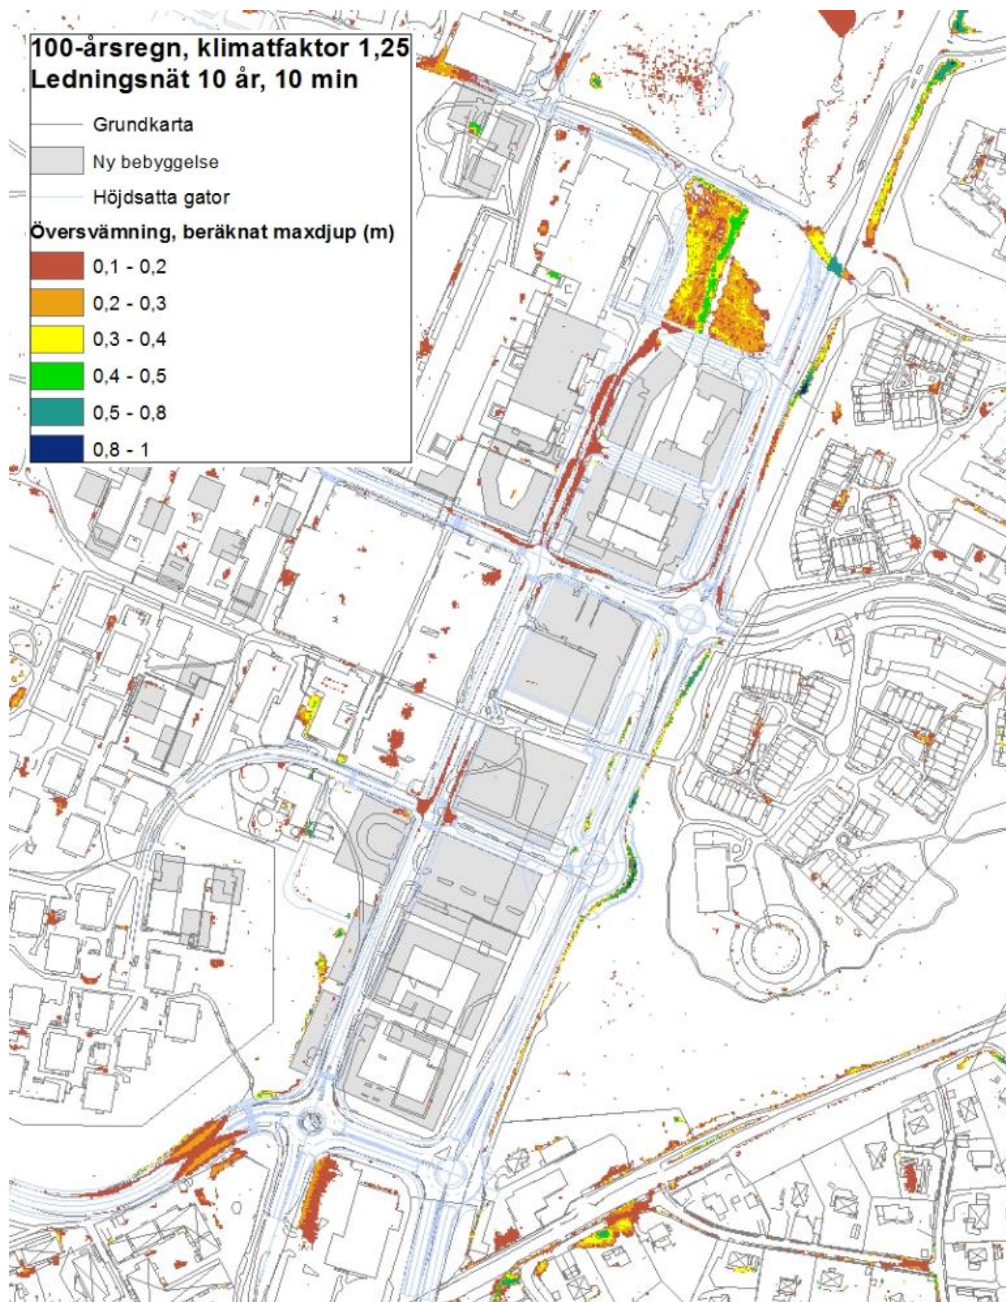 100-årsregn, klimatfaktor 1,25
Ledningsnät 10 år, 10 min
Grundkarta
Ny bebyggelse
Höjdsatta gator
Översvämning, beräknat maxdjup (m)
0,1 - 0,2
0,2 - 0,3
0,3 - 0,4
0,4 - 0,5
0,5 - 0,8
0,8 - 1